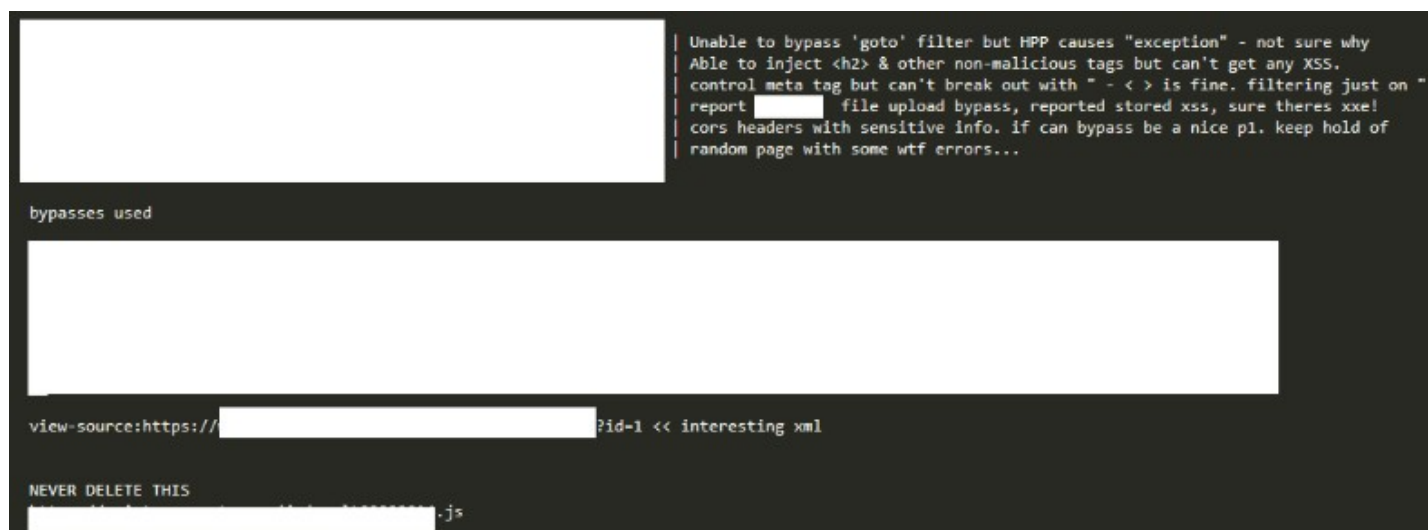 | Unable to bypass 'goto' filter but HPP causes "exception" - not sure why
| Able to inject <h2> & other non-malicious tags but can't get any XSS.
| control meta tag but can't break out with " - < > is fine. filtering just on "
| report file upload bypass, reported stored xss, sure theres xxe!
| cors headers with sensitive info. if can bypass be a nice p1. keep hold of
| random page with some wtf errors...
bypasses used
view-source:https:// ?id=1 << interesting xml
NEVER DELETE THIS
.js